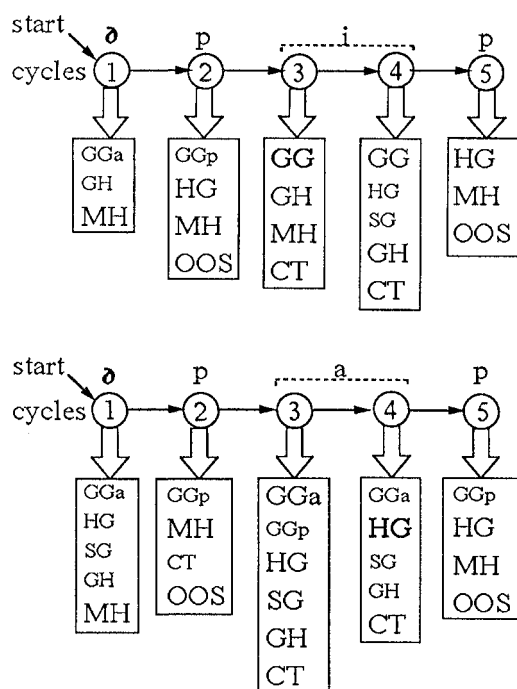 start
∂ p i p
cycles 1 2 3 4 5
GGa
GH
MH
GGp
HG
MH
OOS
GG
GH
MH
CT
GG
HG
SG
GH
CT
HG
MH
OOS
start
∂ p a p
cycles 1 2 3 4 5
GGa
HG
SG
GH
MH
GGp
MH
CT
OOS
GGa
GGp
HG
SG
GH
CT
GGa
HG
SG
GH
CT
GGp
HG
MH
OOS